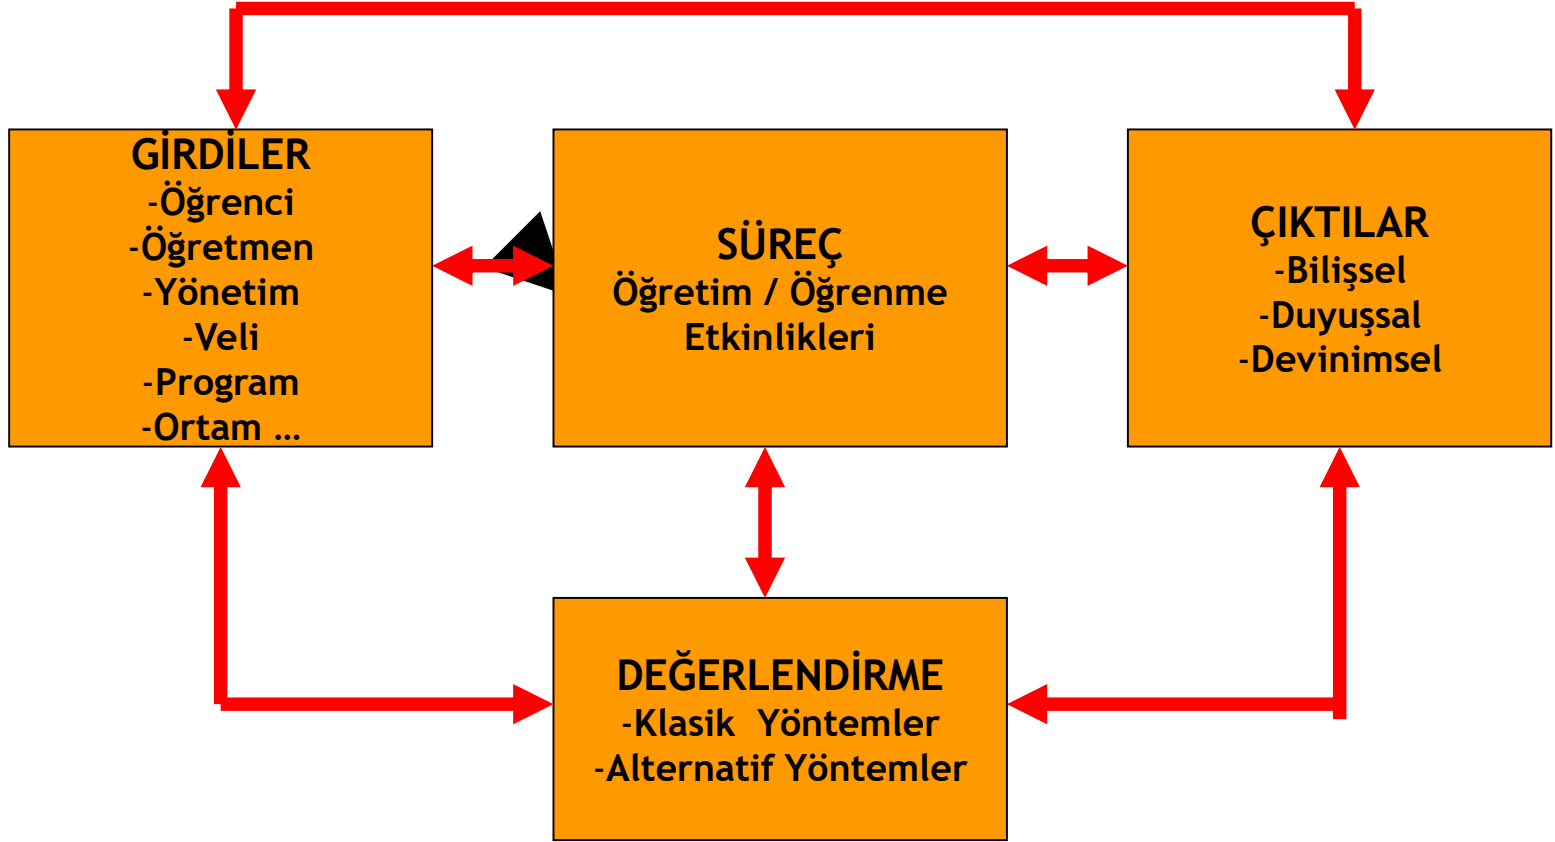 GİRDİLER
-Öğrenci
-Öğretmen
-Yönetim
-Veli
-Program
-Ortam …
SÜREÇ
Öğretim / Öğrenme
Etkinlikleri
ÇIKTILAR
-Bilişsel
-Duyuşsal
-Devinimsel
DEĞERLENDİRME
-Klasik  Yöntemler
-Alternatif Yöntemler